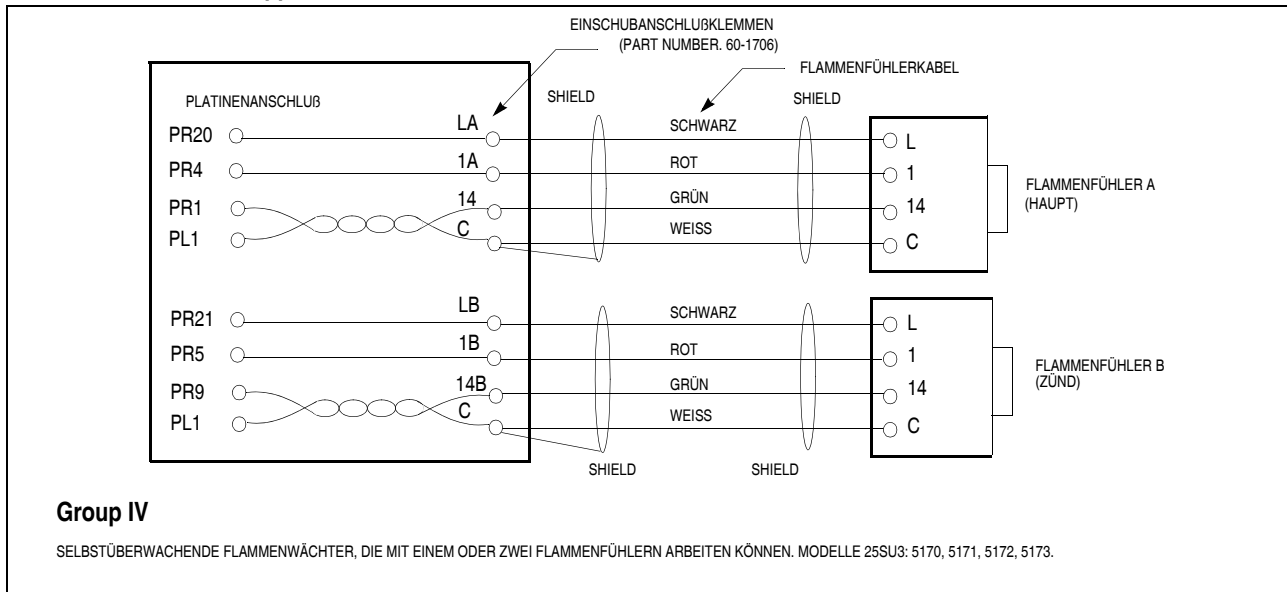 EINSCHUBANSCHLUßKLEMMEN
(PART NUMBER. 60-1706)
FLAMMENFÜHLERKABEL
PLATINENANSCHLUß
SHIELD
SHIELD
PR20
LA
SCHWARZ
L
PR4
1A
ROT
1
PR1
14
GRÜN
14
PL1
C
WEISS
C
FLAMMENFÜHLER A
(HAUPT)
PR21
LB
SCHWARZ
L
PR5
1B
ROT
1
PR9
14B
GRÜN
14
PL1
C
WEISS
C
FLAMMENFÜHLER B
(ZÜND)
SHIELD
SHIELD
Group IV
SELBSTÜBERWACHENDE FLAMMENWÄCHTER, DIE MIT EINEM ODER ZWEI FLAMMENFÜHLERN ARBEITEN KÖNNEN. MODELLE 25SU3: 5170, 5171, 5172, 5173.